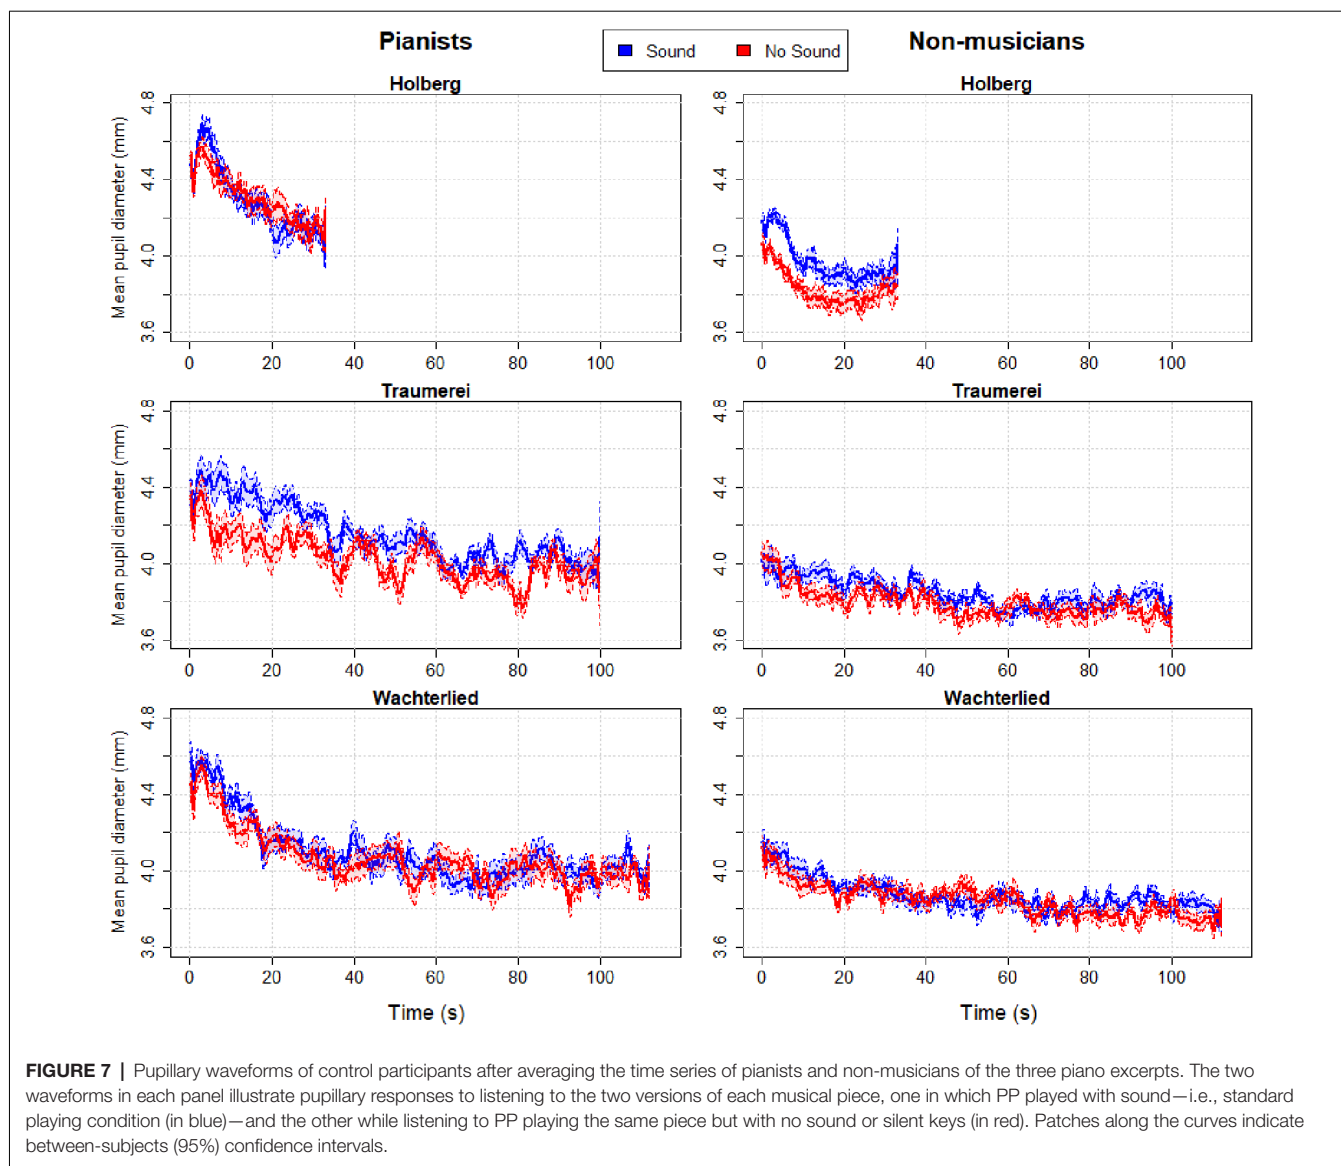 Pianists
Sound
No Sound
Non-musicians
Holberg
Mean pupil diameter (mm)
4.8
4.4
4.0
3.6
0 20 40 60 80 100
Holberg
4.8
4.4
4.0
3.6
0 20 40 60 80 100
Traumerei
Mean pupil diameter (mm)
4.8
4.4
4.0
3.6
0 20 40 60 80 100
Traumerei
4.8
4.4
4.0
3.6
0 20 40 60 80 100
Wachterlied
Mean pupil diameter (mm)
4.8
4.4
4.0
3.6
0 20 40 60 80 100
Time (s)
Wachterlied
4.8
4.4
4.0
3.6
0 20 40 60 80 100
Time (s)
FIGURE 7 | Pupillary waveforms of control participants after averaging the time series of pianists and non-musicians of the three piano excerpts. The two
waveforms in each panel illustrate pupillary responses to listening to the two versions of each musical piece, one in which PP played with sound—i.e., standard
playing condition (in blue)—and the other while listening to PP playing the same piece but with no sound or silent keys (in red). Patches along the curves indicate
between-subjects (95%) confidence intervals.